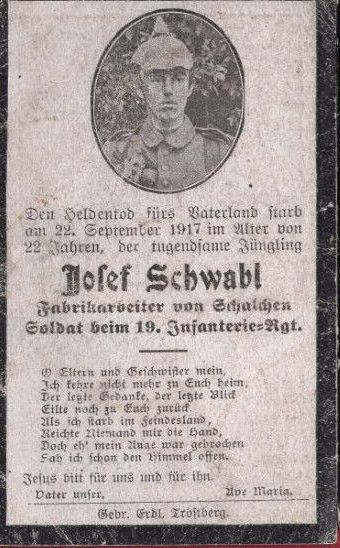 Den Heldentod fürs Vaterland starb
am 22. September 1917 im Alter von
22 Jahren, der tugendsame Jüngling
Josef Schwabl
Fabrikarbeiter von Schalchen
Soldat beim 19. Infanterie=Rgt.
O Eltern und Geschwister mein,
Ich kehre nicht mehr zu Euch heim,
Der letzte Gedanke, der letzte Blick
Eilte noch zu Euch zurück.
Als ich starb im Feindesland,
Reichte Niemand mir die Hand,
Doch eh' mein Auge war gebrochen
Sah ich schon den Himmel offen.
Jesus bitt für uns und für ihn.
Vater unser. Ave Maria.
Gebr. Erdl, Trostberg.